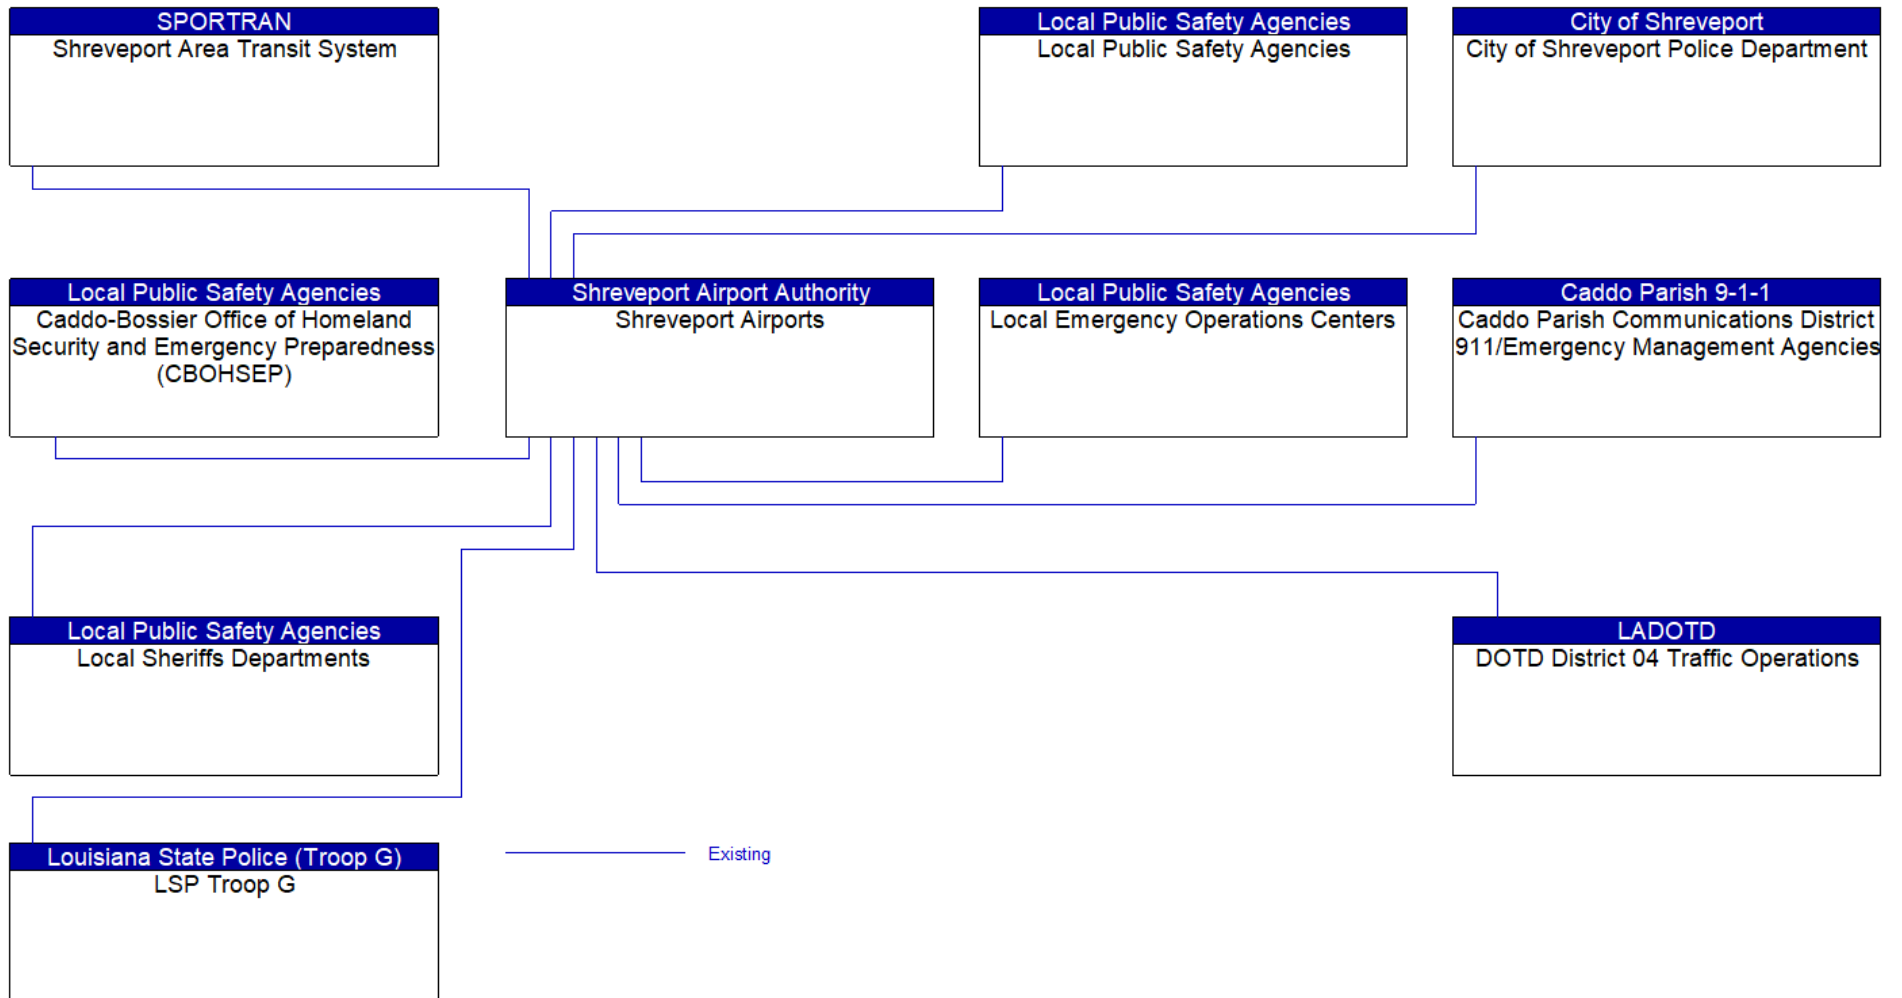 SPORTRAN
Shreveport Area Transit System
Local Public Safety Agencies
Local Public Safety Agencies
City of Shreveport
City of Shreveport Police Department
Local Public Safety Agencies
Caddo-Bossier Office of Homeland
Security and Emergency Preparedness
(CBOHSEP)
Shreveport Airport Authority
Shreveport Airports
Local Public Safety Agencies
Local Emergency Operations Centers
Caddo Parish 9-1-1
Caddo Parish Communications District
911/Emergency Management Agencies
Local Public Safety Agencies
Local Sheriffs Departments
LADOTD
DOTD District 04 Traffic Operations
Louisiana State Police (Troop G)
LSP Troop G
Existing